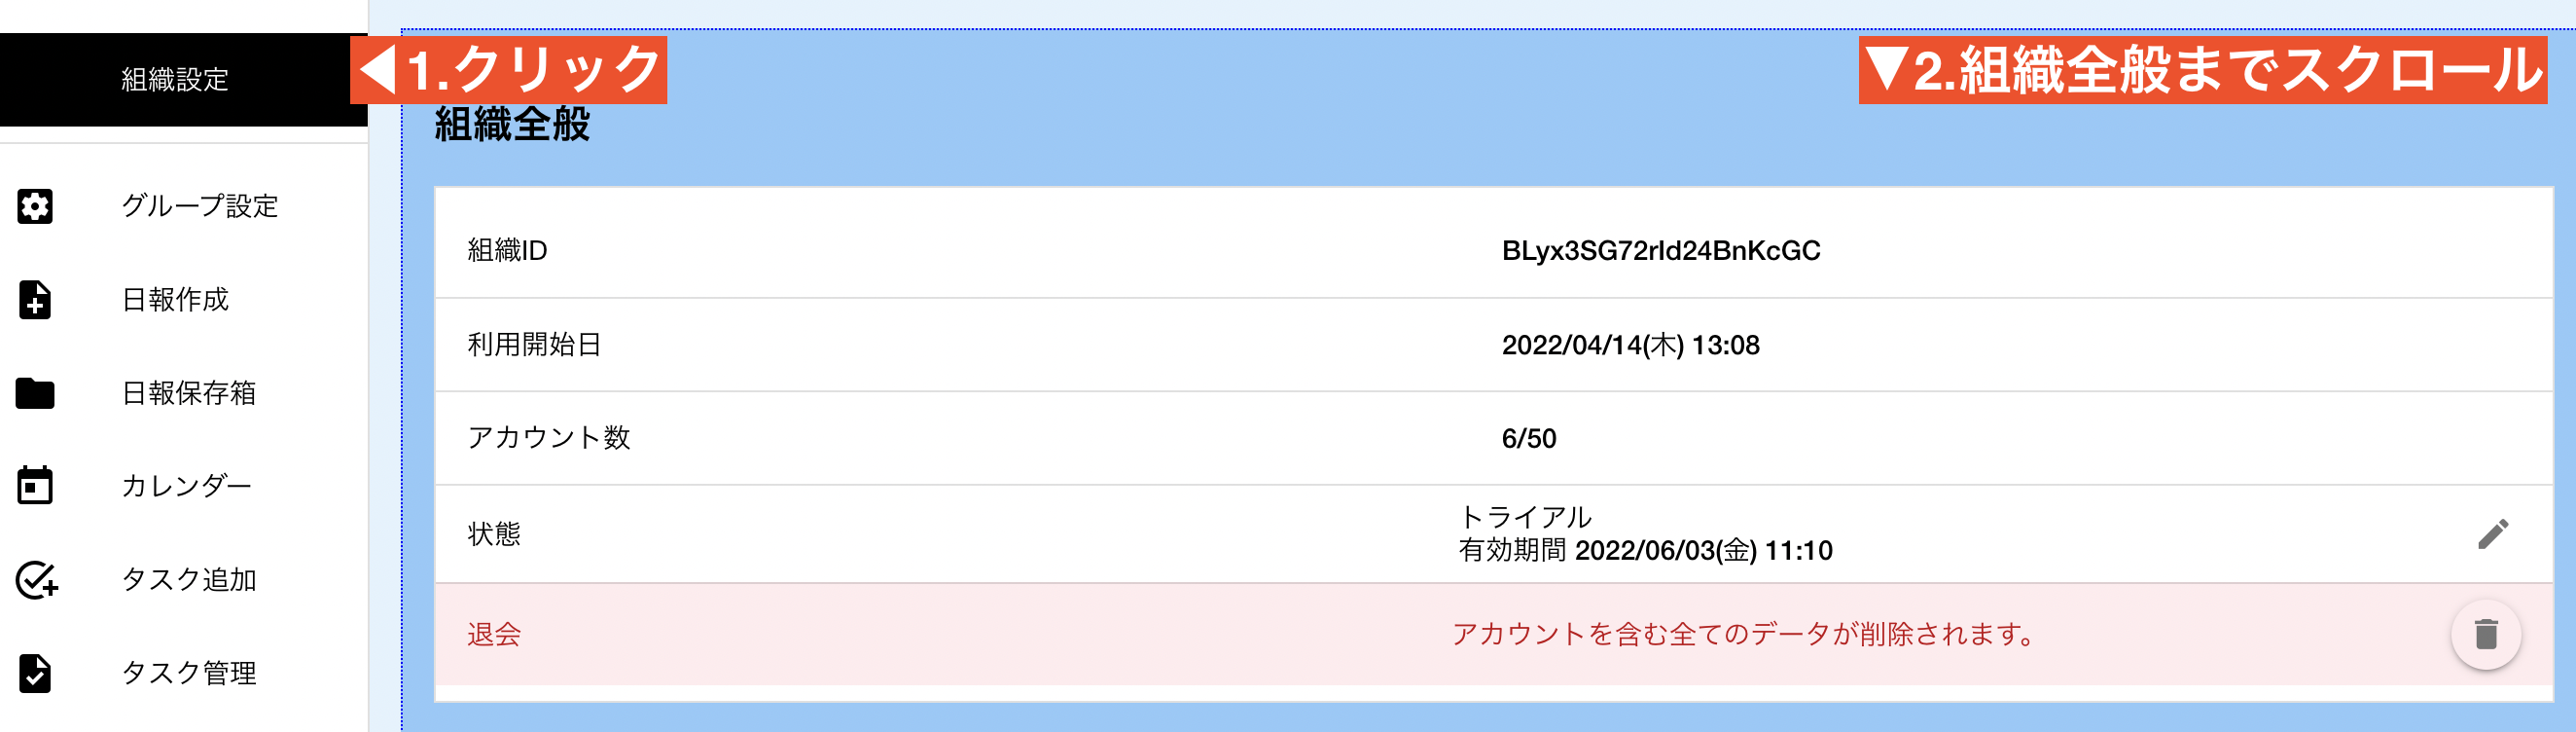 組織設定
◀1.クリック
▼2.組織全般までスクロール
グループ設定
日報作成
日報保存箱
カレンダー
タスク追加
タスク管理
組織全般
組織ID BLyx3SG72rId24BnKcGC
利用開始日 2022/04/14(木) 13:08
アカウント数 6/50
状態 トライアル
有効期間 2022/06/03(金) 11:10
退会 アカウントを含む全てのデータが削除されます。